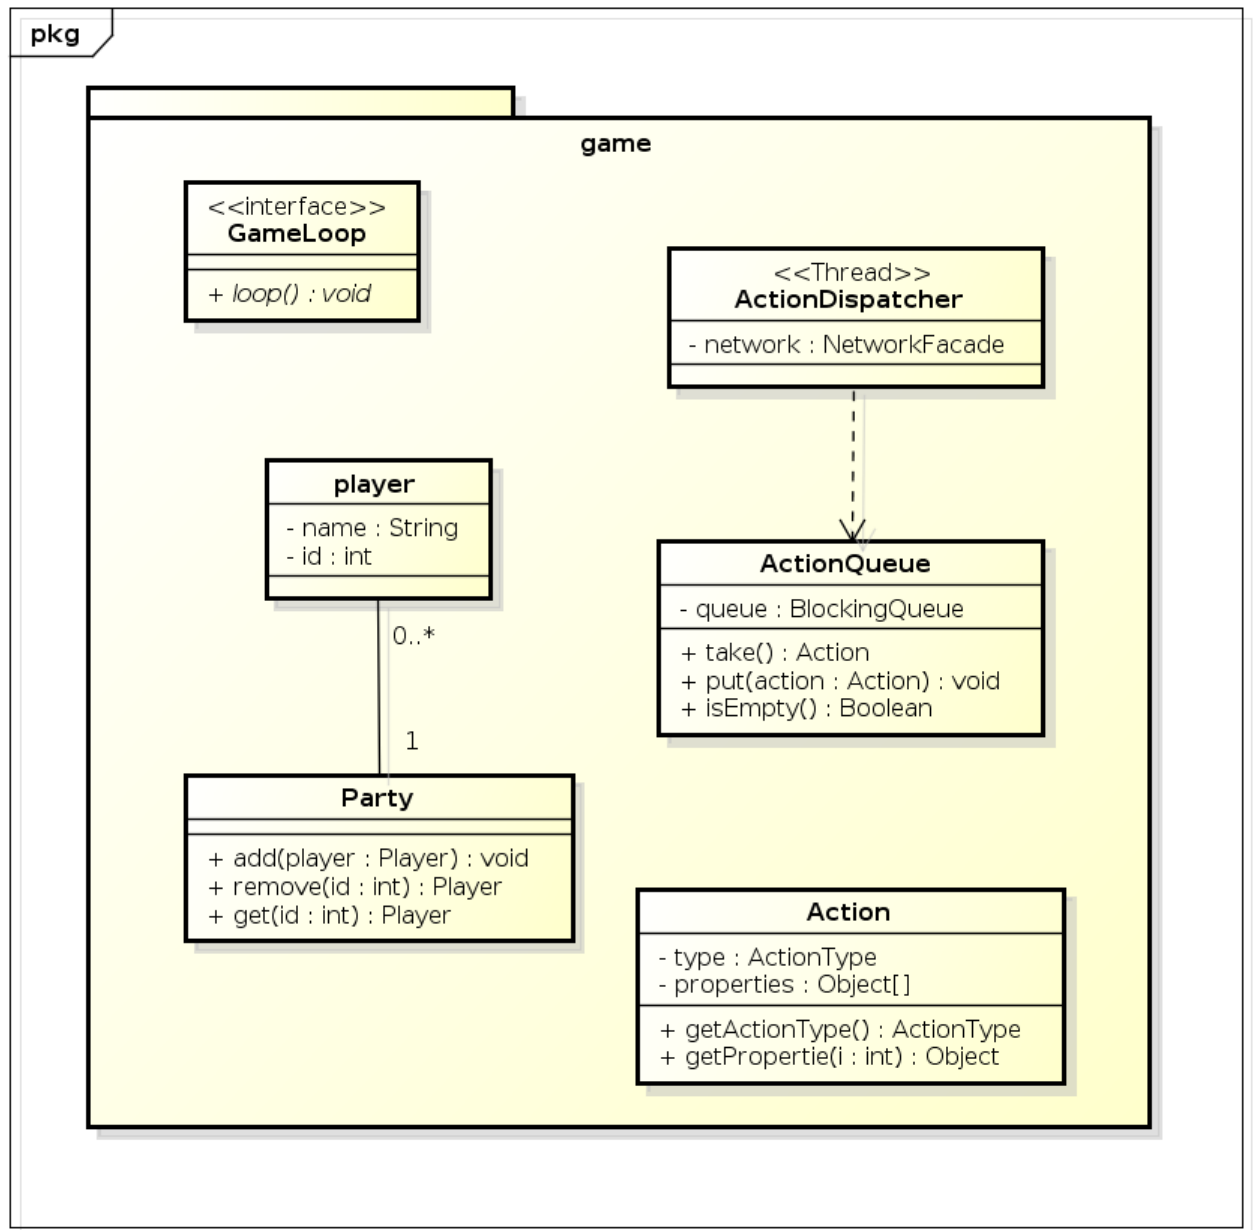 pkg
game
<<interface>>
GameLoop
+ loop() : void
<<Thread>>
ActionDispatcher
- network : NetworkFacade
player
- name : String
- id : int
0..*
1
ActionQueue
- queue : BlockingQueue
+ take() : Action
+ put(action : Action) : void
+ isEmpty() : Boolean
Party
+ add(player : Player) : void
+ remove(id : int) : Player
+ get(id : int) : Player
Action
- type : ActionType
- properties : Object[]
+ getActionType() : ActionType
+ getPropertie(i : int) : Object